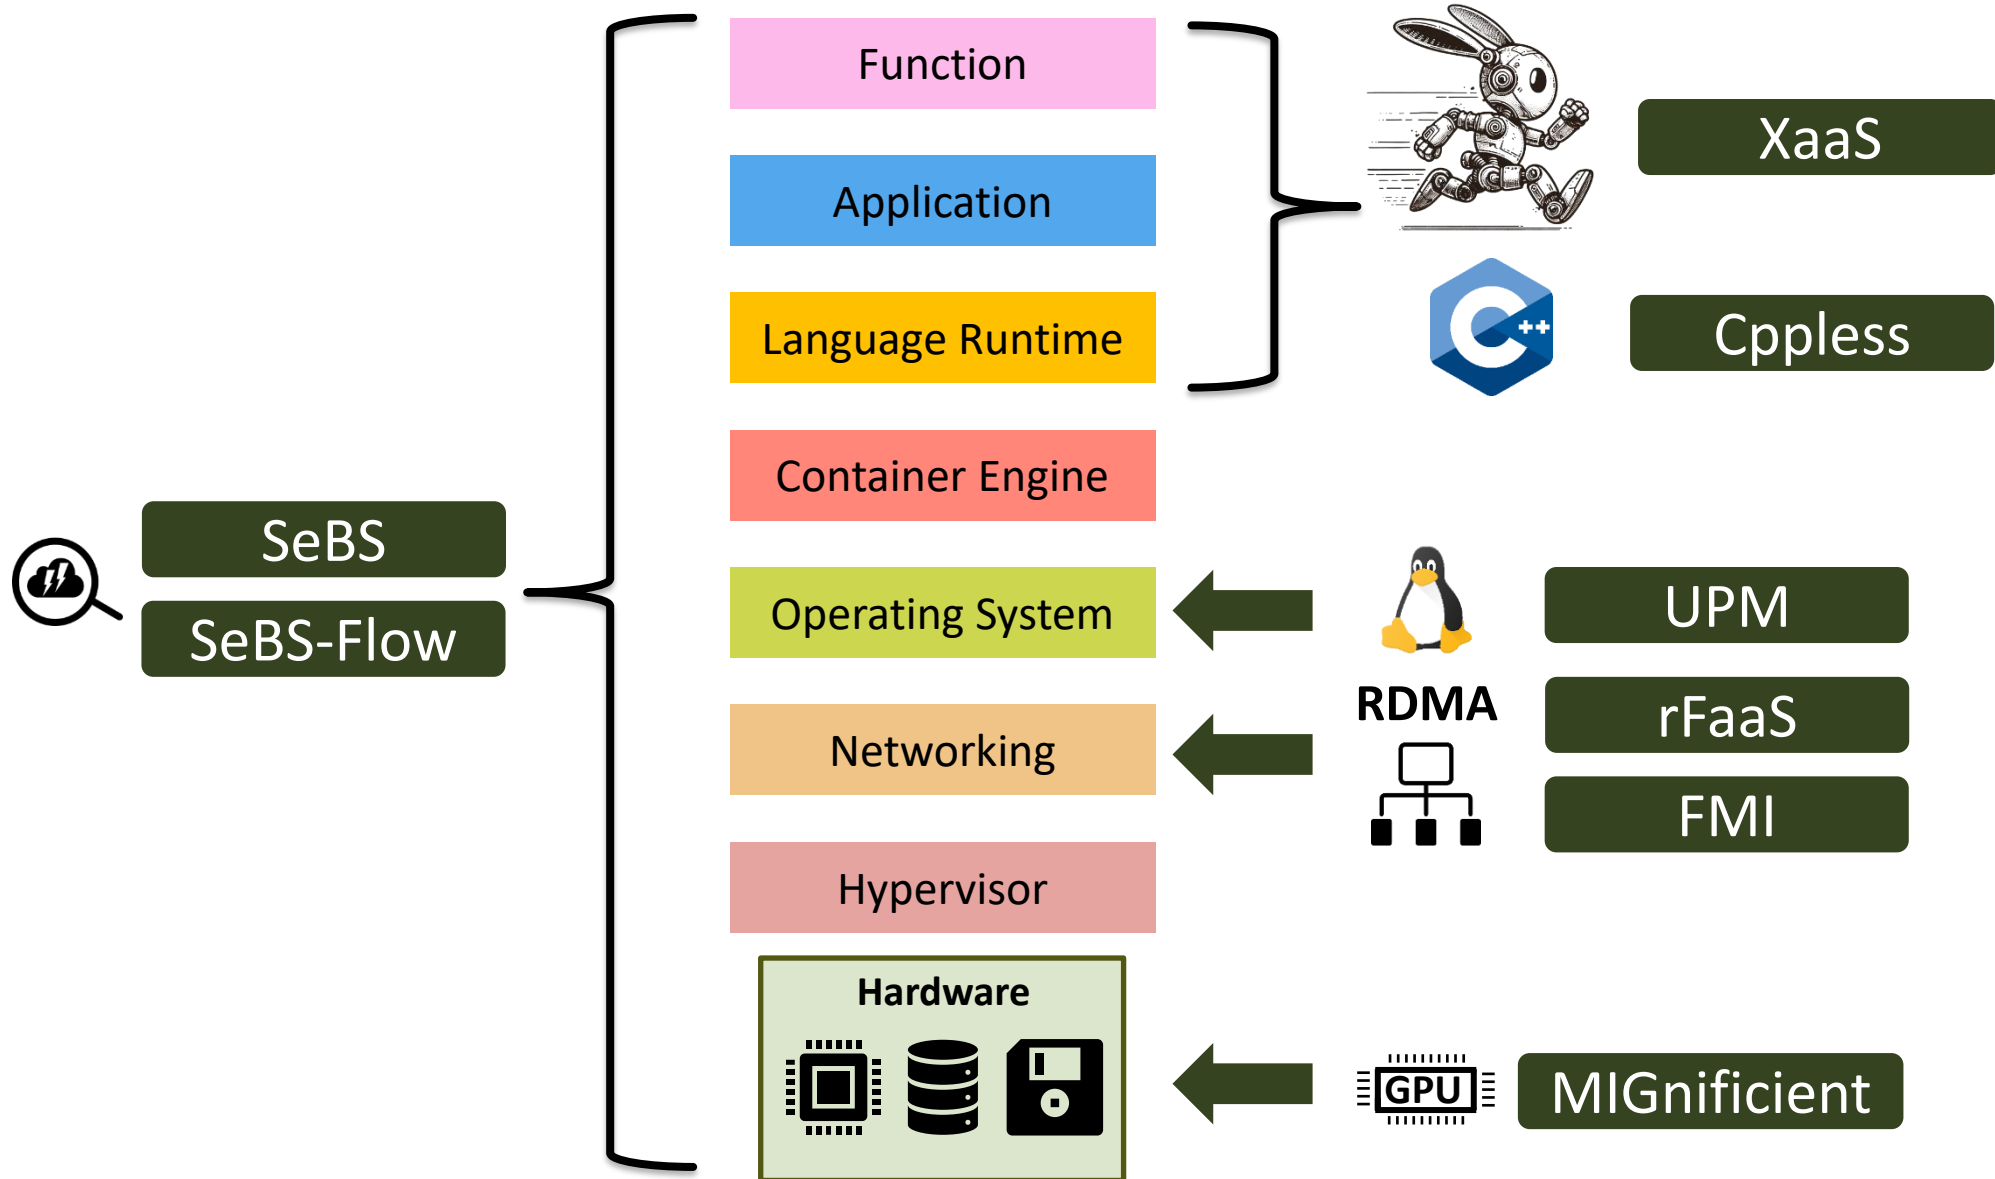 Function
Application
Language Runtime
Container Engine
Operating System
Networking
Hypervisor
Hardware
SeBS
SeBS-Flow
XaaS
C++
Cppless
UPM
RDMA
rFaaS
FMI
GPU
MIGnificient